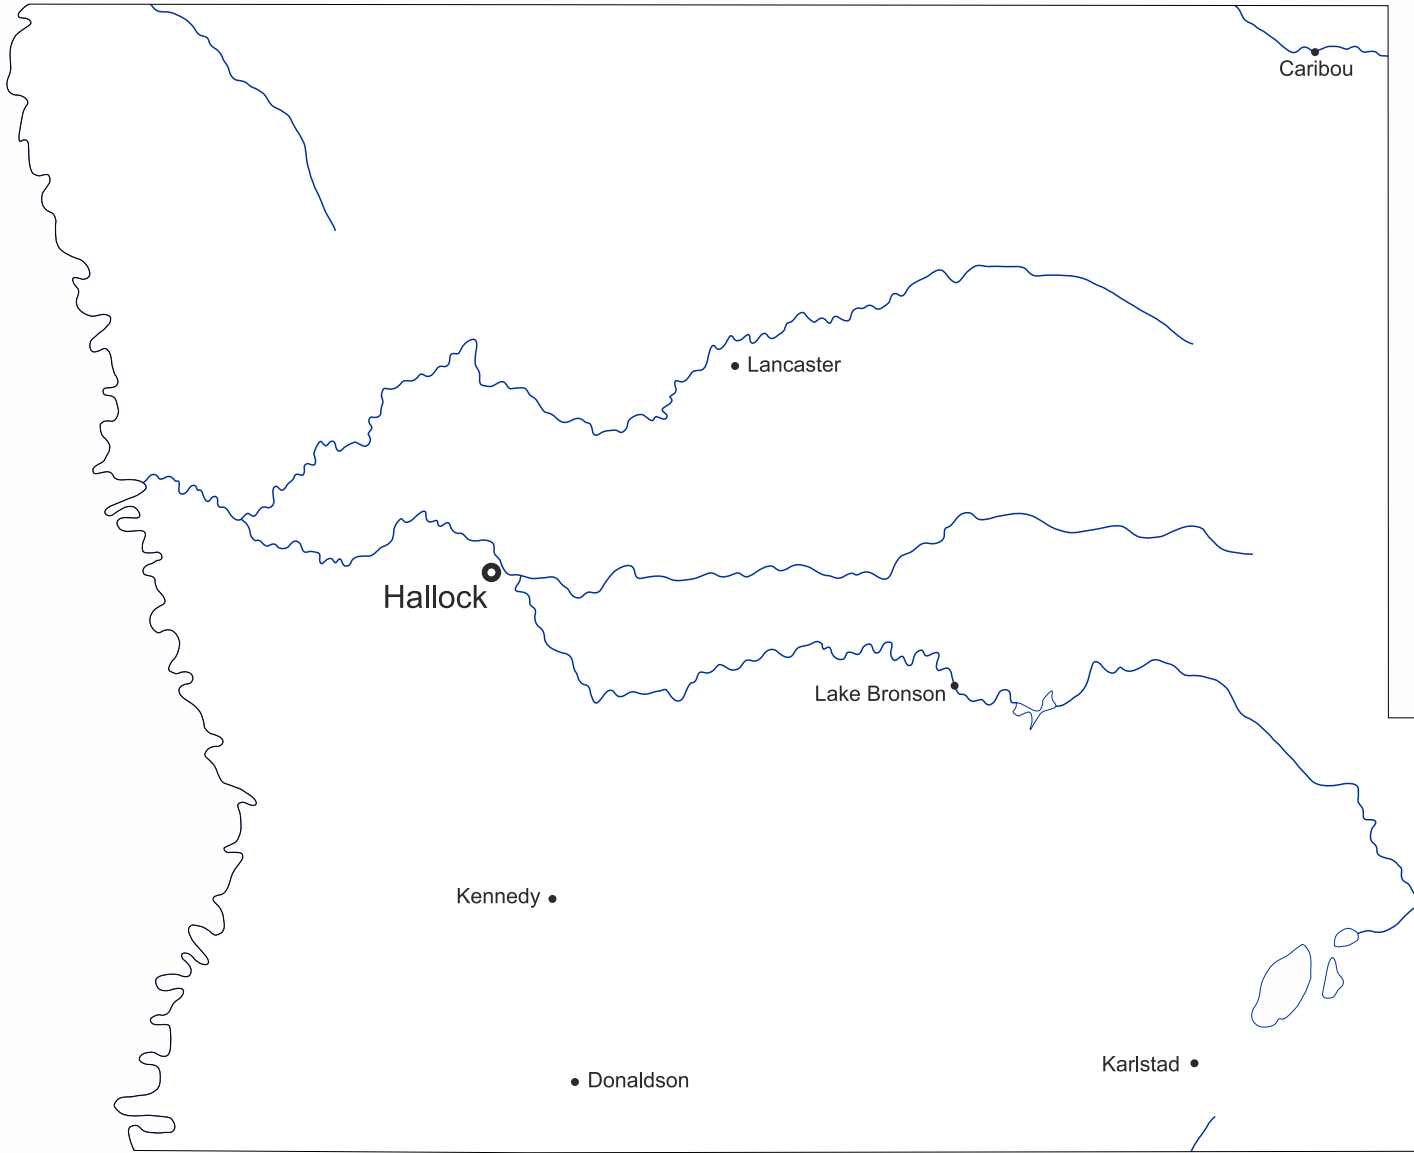 Caribou
Lancaster
Hallock
Lake Bronson
Kennedy
Karlstad
Donaldson